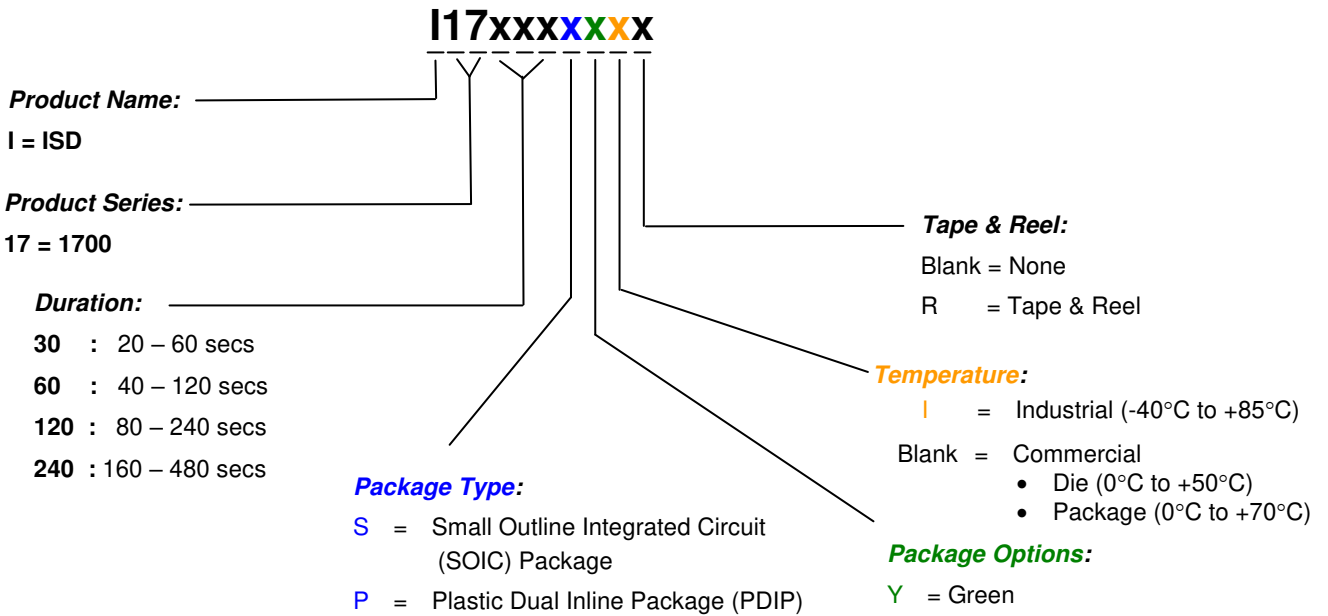 I17xxxxxxx
Product Name:
I = ISD
Product Series:
17 = 1700
Duration:
30 : 20 – 60 secs
60 : 40 – 120 secs
120 : 80 – 240 secs
240 : 160 – 480 secs
Package Type:
S = Small Outline Integrated Circuit
(SOIC) Package
P = Plastic Dual Inline Package (PDIP)
Tape & Reel:
Blank = None
R = Tape & Reel
Temperature:
I = Industrial (-40°C to +85°C)
Blank = Commercial
• Die (0°C to +50°C)
• Package (0°C to +70°C)
Package Options:
Y = Green